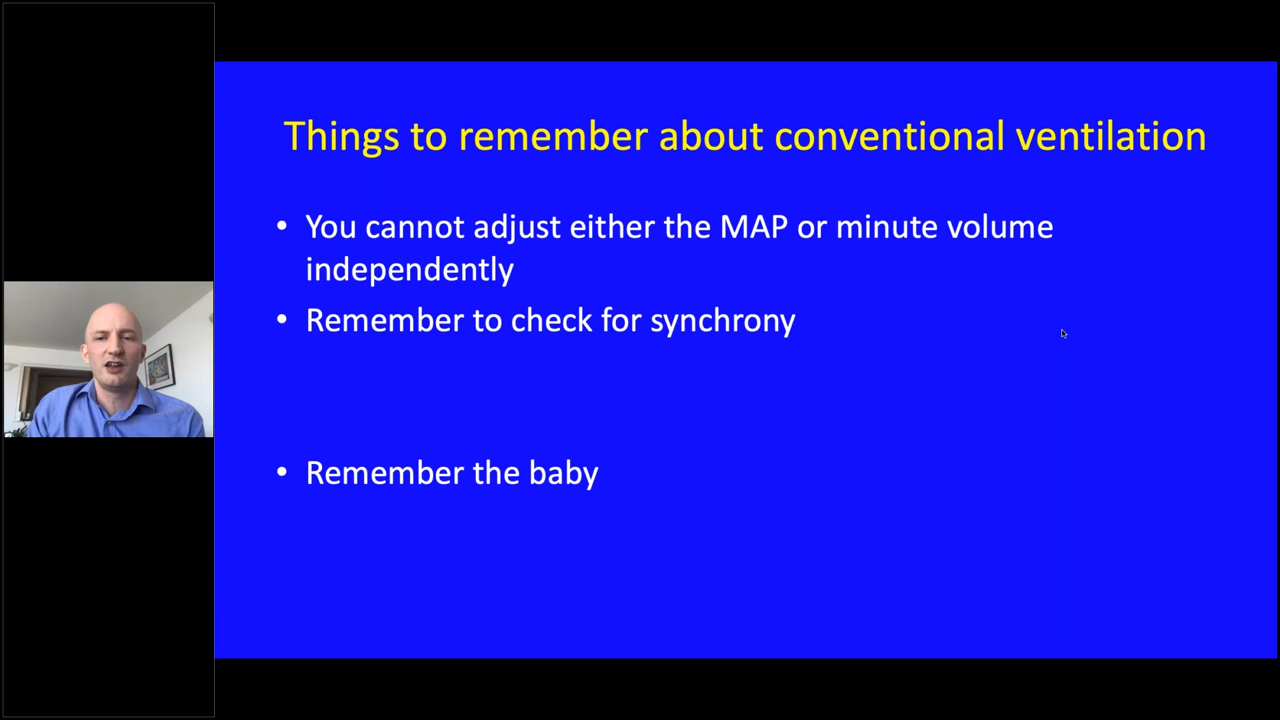 Things to remember about conventional ventilation
• You cannot adjust either the MAP or minute volume
independently
• Remember to check for synchrony
• Remember the baby